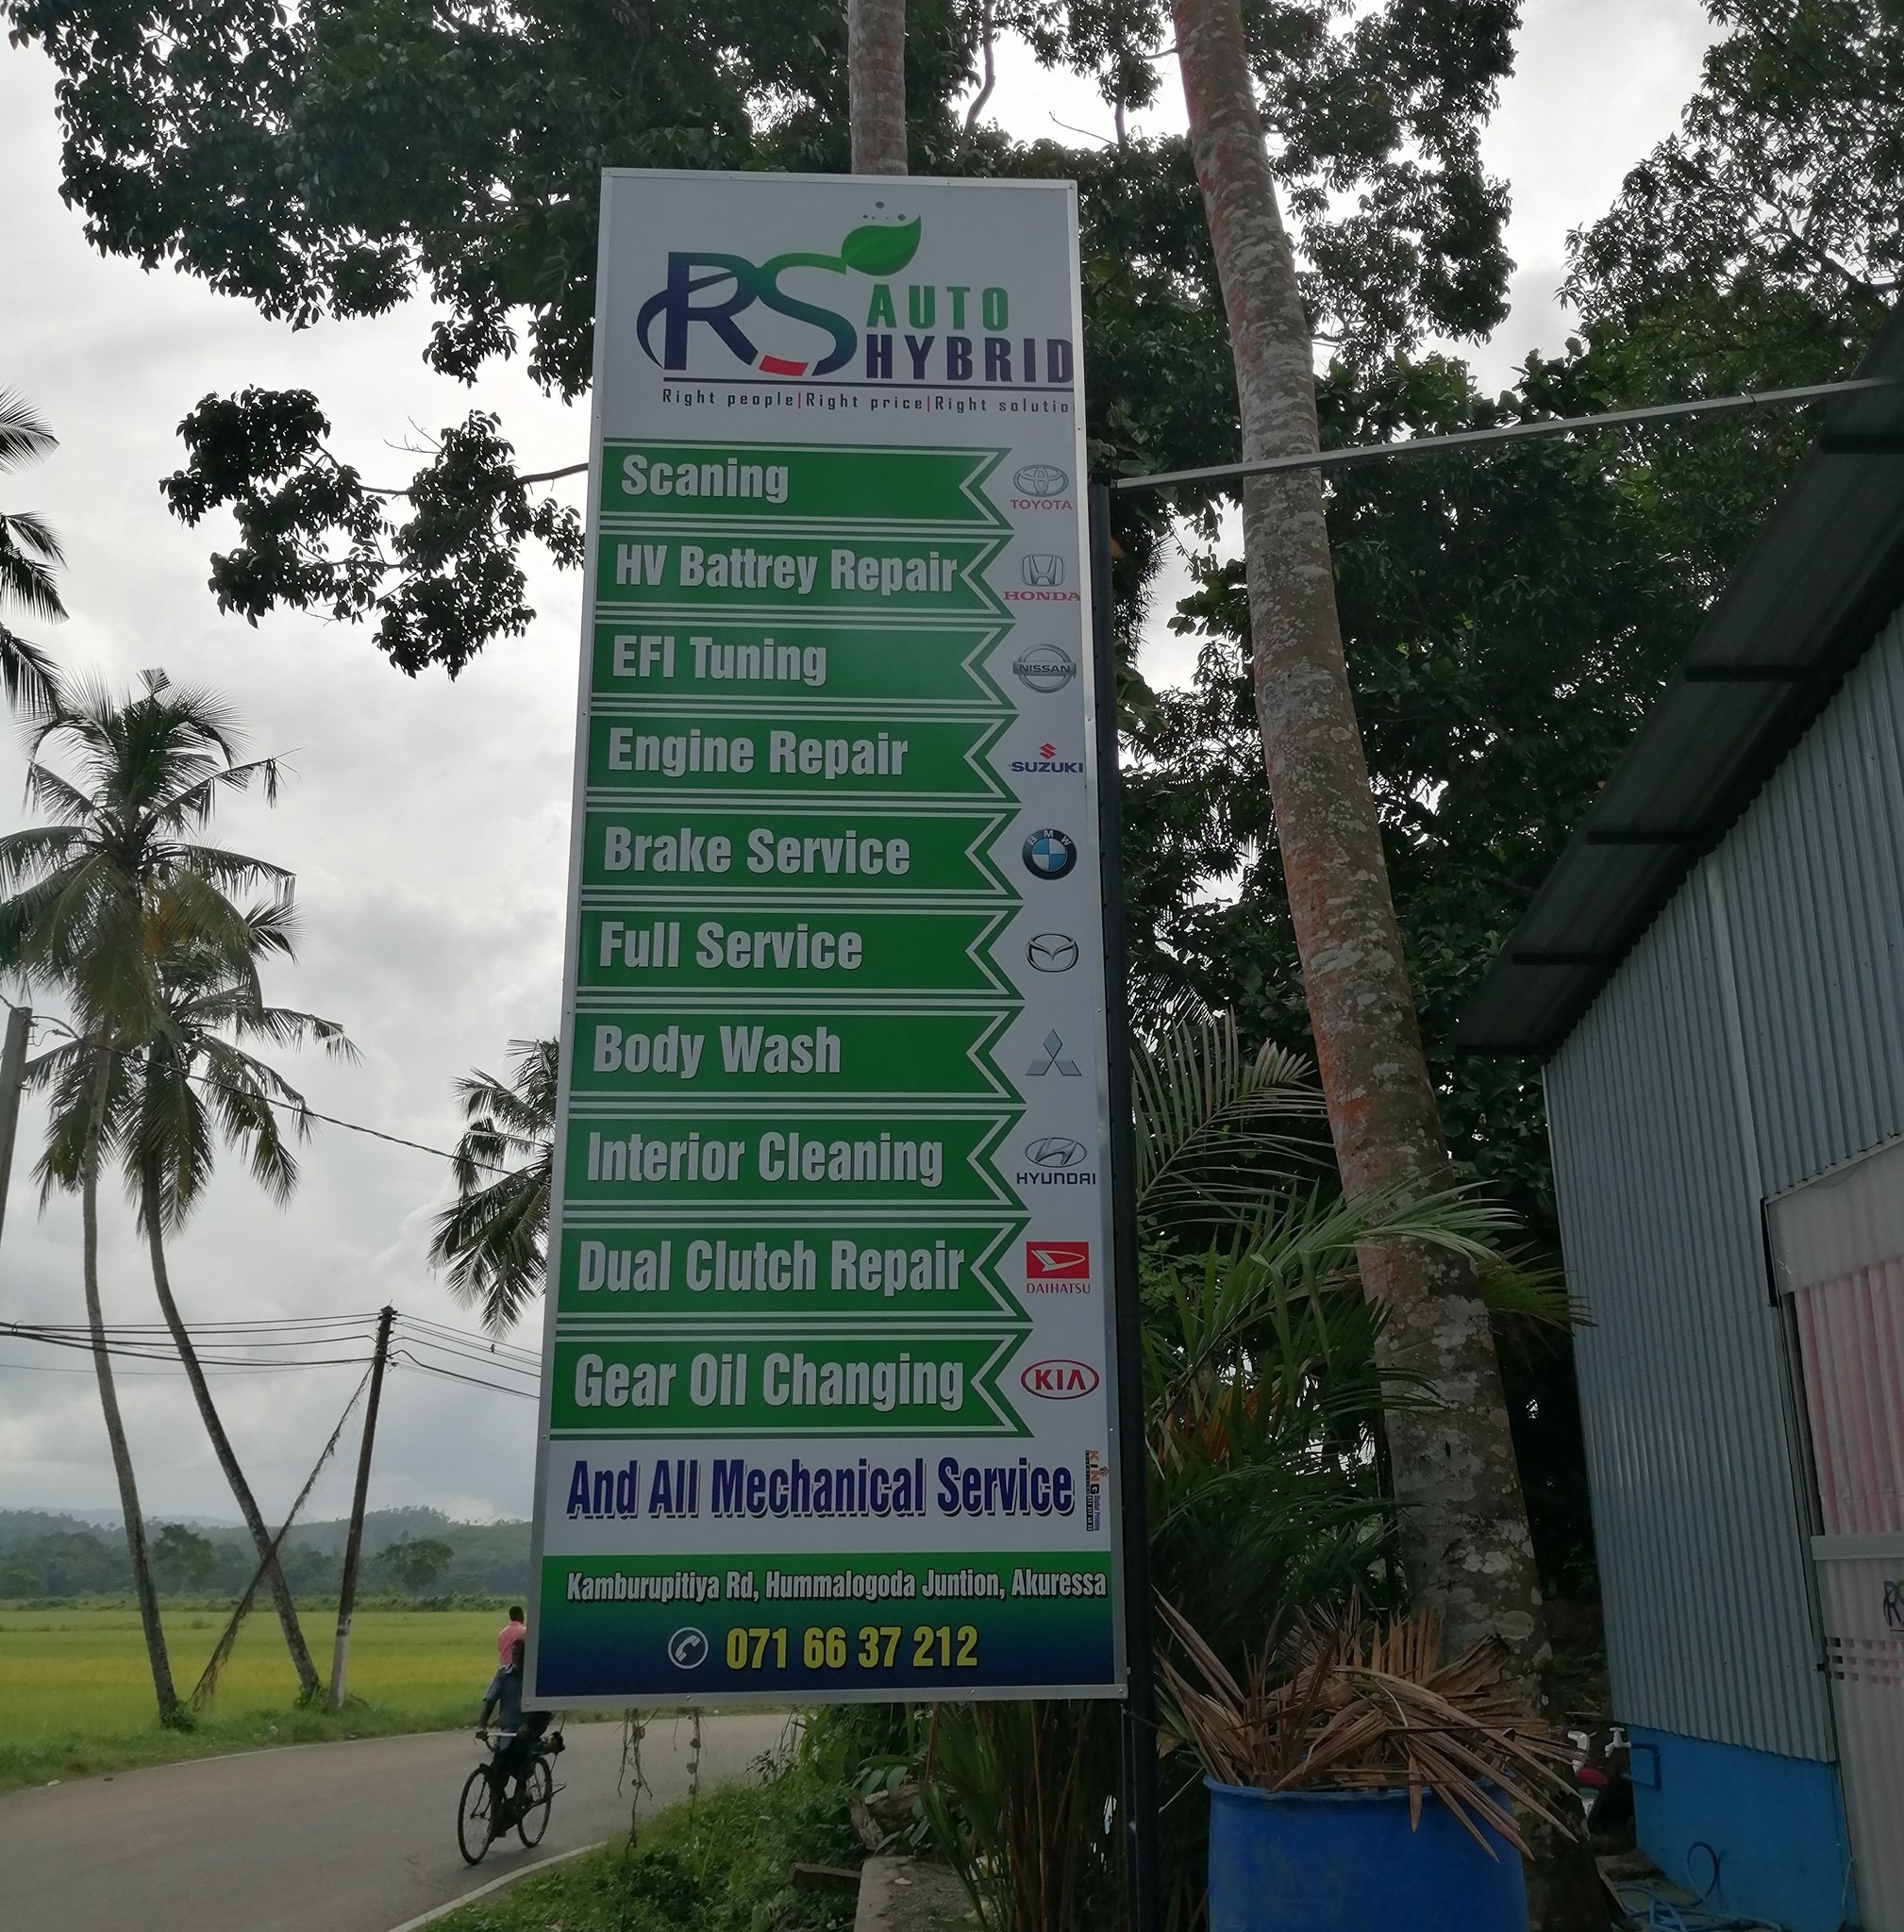 RS AUTO
HYBRID
Right people|Right price|Right solutio
Scaning
TOYOTA
HV Battrey Repair
HONDA
EFI Tuning
NISSAN
Engine Repair
SUZUKI
Brake Service
BMW
Full Service
Body Wash
Interior Cleaning
HYUNDAI
Dual Clutch Repair
DAIHATSU
Gear Oil Changing
KIA
And All Mechanical Service
KING
Kamburupitiya Rd, Hummalogoda Juntion, Akuressa
071 66 37 212